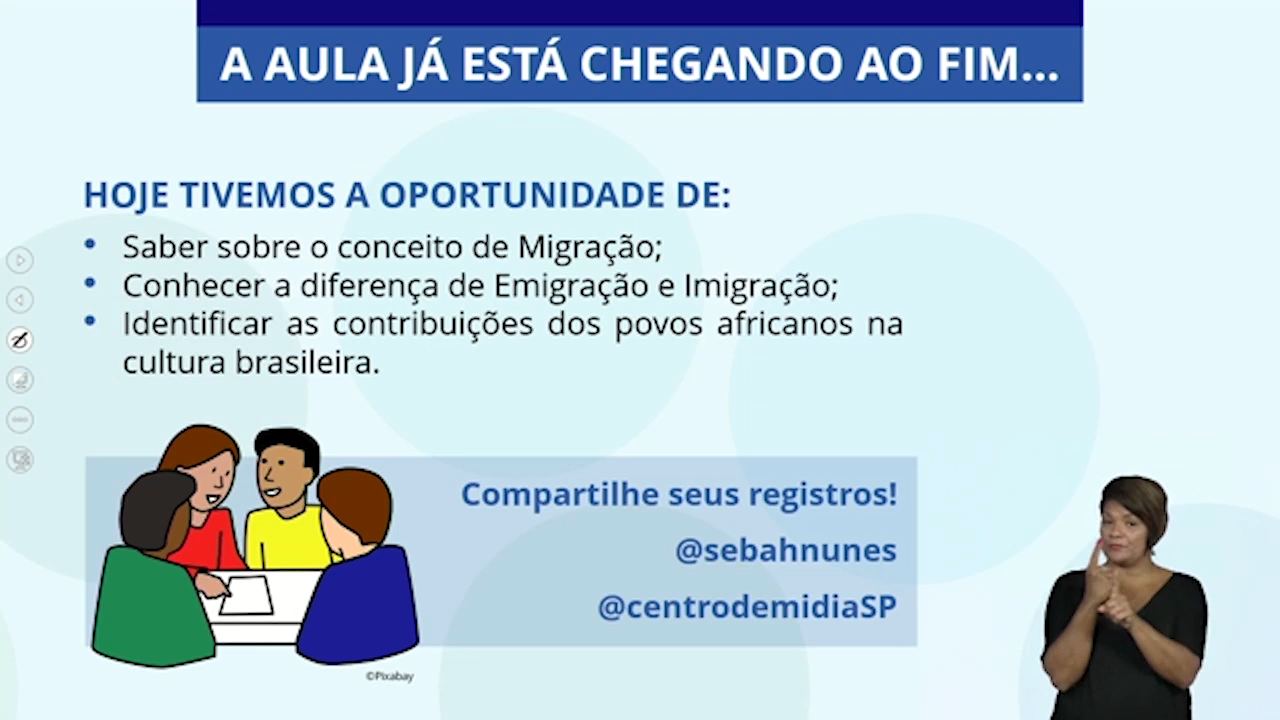 A AULA JÁ ESTÁ CHEGANDO AO FIM...
HOJE TIVEMOS A OPORTUNIDADE DE:
• Saber sobre o conceito de Migração;
• Conhecer a diferença de Emigração e Imigração;
• Identificar as contribuições dos povos africanos na
cultura brasileira.
Compartilhe seus registros!
@sebahnunes
@centrodemidiaSP
©Pixabay